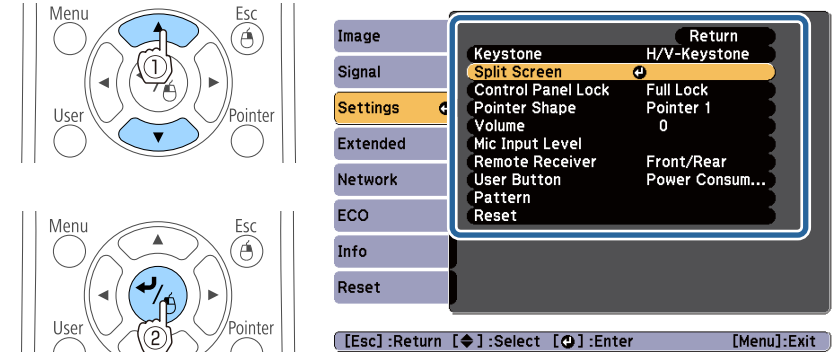 Menu
Esc
1
User
Pointer
Menu
Esc
User
Pointer
2
Image
Signal
Settings
Extended
Network
ECO
Info
Reset
Return
Keystone H/V-Keystone
Split Screen
Control Panel Lock Full Lock
Pointer Shape Pointer 1
Volume 0
Mic Input Level
Remote Receiver Front/Rear
User Button Power Consum...
Pattern
Reset
[Esc] :Return [◆] :Select [⏎] :Enter [Menu]:Exit